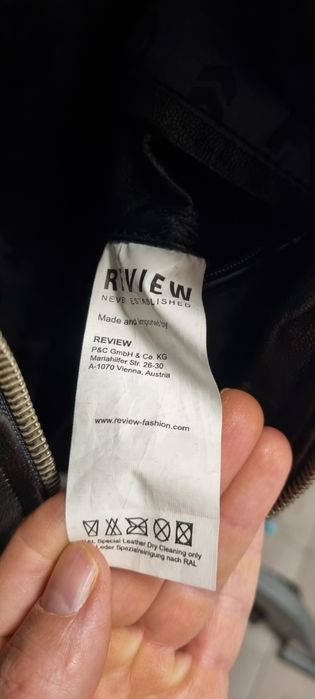 REVIEW
NEVER ESTABLISHED
Made and imported by
REVIEW
P&C GmbH & Co. KG
Mariahilfer Str. 26-30
A-1070 Vienna, Austria
www.review-fashion.com
RAL Special Leather Dry Cleaning only
Leder Spezialreinigung nach RAL